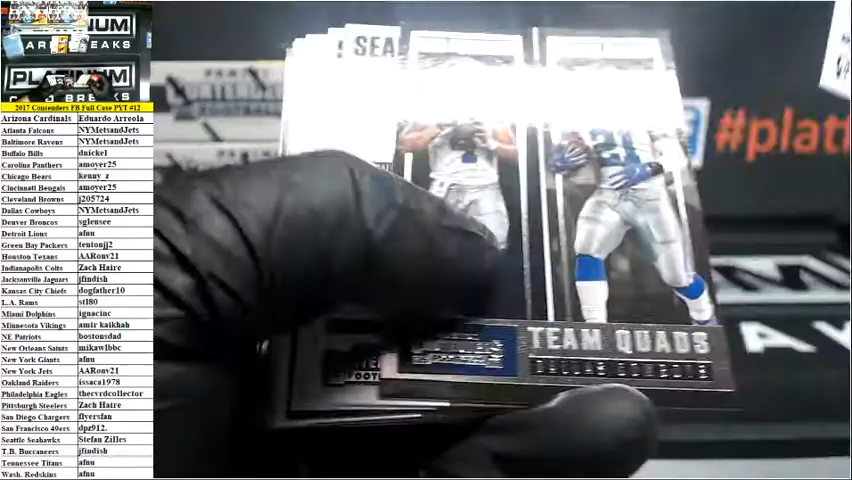 NUM
ARD BREAKS
PLATINUM
2017 Contenders FB Full Case PYT #12
Arizona Cardinals Eduardo Arreola
Atlanta Falcons NYMetsandJets
Baltimore Ravens NYMetsandJets
Buffalo Bills dnickel
Carolina Panthers amoyer25
Chicago Bears kenny_z
Cincinnati Bengals amoyer25
Cleveland Browns j205724
Dallas Cowboys NYMetsandJets
Denver Broncos sglensee
Detroit Lions afnu
Green Bay Packers tentonjj2
Houston Texans AARonv21
Indianapolis Colts Zach Haire
Jacksonville Jaguars jfindish
Kansas City Chiefs dogfather10
L.A. Rams stl80
Miami Dolphins ignacinc
Minnesota Vikings amir kaikhah
NE Patriots bostonsdad
New Orleans Saints mikawlbbc
New York Giants afnu
New York Jets AARonv21
Oakland Raiders issaca1978
Philadelphia Eagles thecvrdcollector
Pittsburgh Steelers Zach Haire
San Diego Chargers flyersfan
San Francisco 49ers dpz912.
Seattle Seahawks Stefan Zilles
T.B. Buccaneers jfindish
Tennessee Titans afnu
Wash. Redskins afnu
SEA
#platf
21
TEAM QUADS
DALLAS COWBOYS